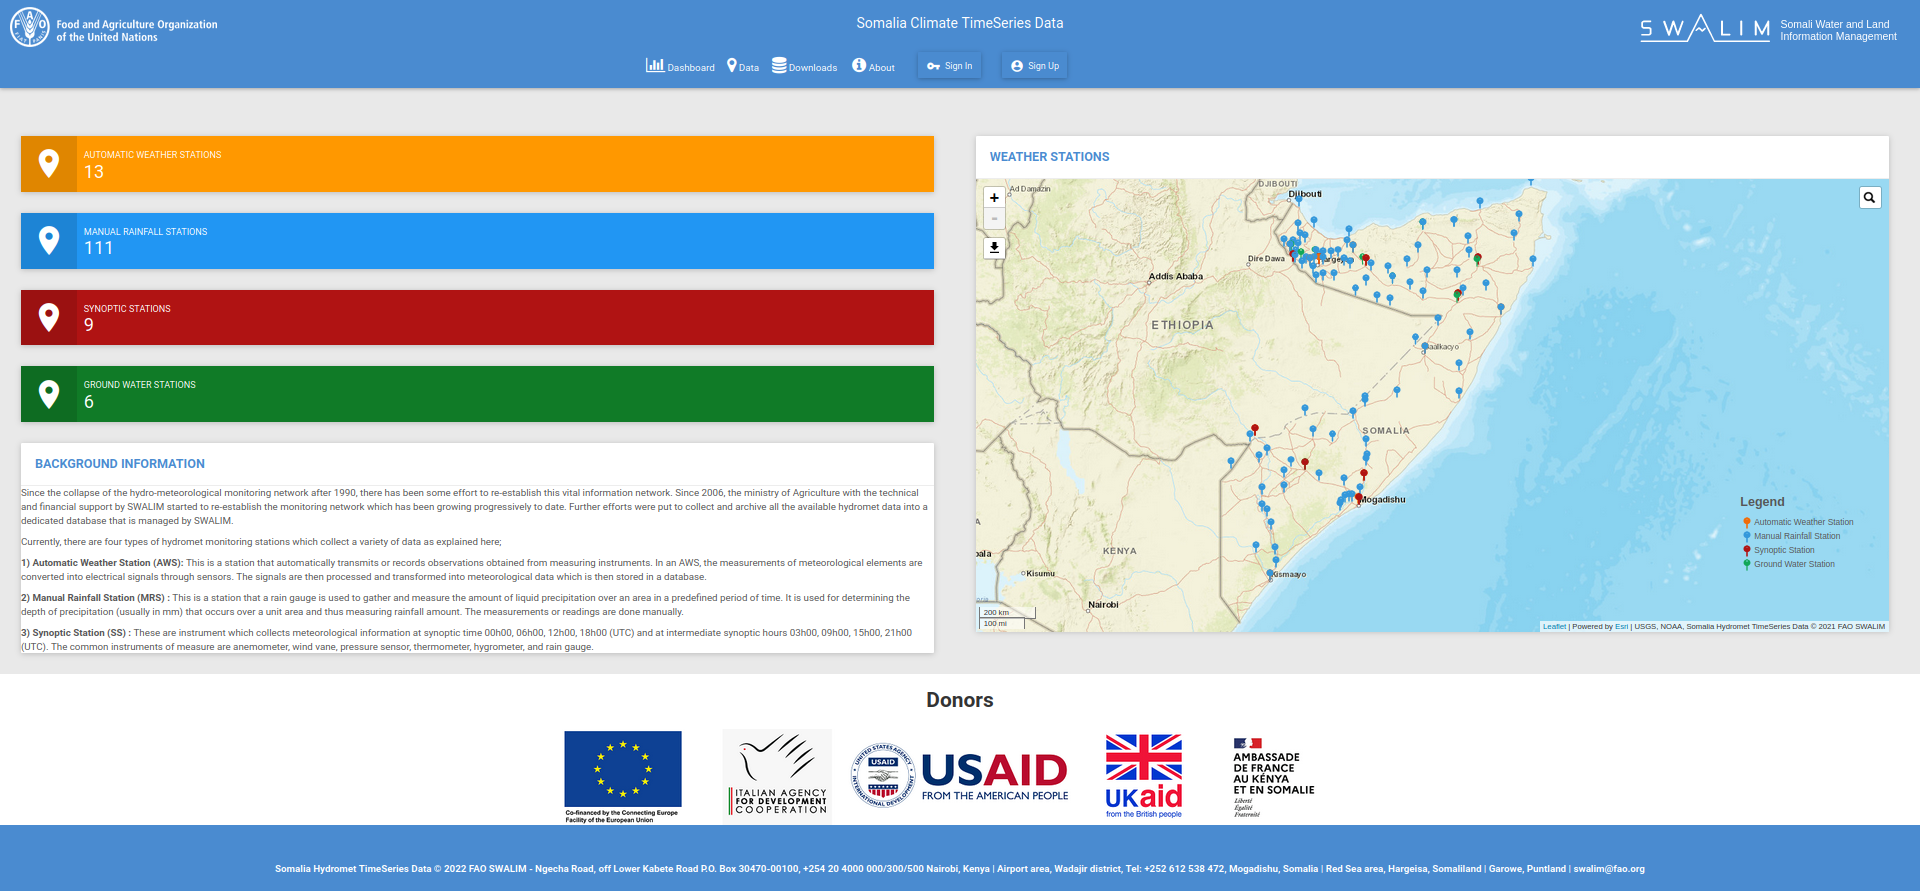 Food and Agriculture Organization
of the United Nations
Somalia Climate TimeSeries Data
SWALIM
Somali Water and Land
Information Management
Dashboard Data Downloads About Sign In Sign Up
AUTOMATIC WEATHER STATIONS
13
MANUAL RAINFALL STATIONS
111
SYNOPTIC STATIONS
9
GROUND WATER STATIONS
6
BACKGROUND INFORMATION
Since the collapse of the hydro-meteorological monitoring network after 1990, there has been some effort to re-establish this vital information network. Since 2006, the ministry of Agriculture with the technical
and financial support by SWALIM started to re-establish the monitoring network which has been growing progressively to date. Further efforts were put to collect and archive all the available hydromet data into a
dedicated database that is managed by SWALIM.
Currently, there are four types of hydromet monitoring stations which collect a variety of data as explained here;
1) Automatic Weather Station (AWS): This is a station that automatically transmits or records observations obtained from measuring instruments. In an AWS, the measurements of meteorological elements are
converted into electrical signals through sensors. The signals are then processed and transformed into meteorological data which is then stored in a database.
2) Manual Rainfall Station (MRS) : This is a station that a rain gauge is used to gather and measure the amount of liquid precipitation over an area in a predefined period of time. It is used for determining the
depth of precipitation (usually in mm) that occurs over a unit area and thus measuring rainfall amount. The measurements or readings are done manually.
3) Synoptic Station (SS) : These are instrument which collects meteorological information at synoptic time 00h00, 06h00, 12h00, 18h00 (UTC) and at intermediate synoptic hours 03h00, 09h00, 15h00, 21h00
(UTC). The common instruments of measure are anemometer, wind vane, pressure sensor, thermometer, hygrometer, and rain gauge.
WEATHER STATIONS
+
-
Ad Damazin
DJIBOUTI
Djibouti
Dire Dawa
Addis Ababa
ETHIOPIA
SOMALIA
Mogadishu
KENYA
Kisumu
Kismaayo
Nairobi
200 km
100 mi
Legend
Automatic Weather Station
Manual Rainfall Station
Synoptic Station
Ground Water Station
Leaflet | Powered by Esri | USGS, NOAA, Somalia Hydromet TimeSeries Data © 2021 FAO SWALIM
Donors
Co-financed by the Connecting Europe
Facility of the European Union
ITALIAN AGENCY
FOR DEVELOPMENT
COOPERATION
UNITED STATES AGENCY
USAID
INTERNATIONAL DEVELOPMENT
USAID
FROM THE AMERICAN PEOPLE
UKaid
from the British people
AMBASSADE
DE FRANCE
AU KÉNYA
ET EN SOMALIE
Liberté
Égalité
Fraternité
Somalia Hydromet TimeSeries Data © 2022 FAO SWALIM - Ngecha Road, off Lower Kabete Road P.O. Box 30470-00100, +254 20 4000 000/300/500 Nairobi, Kenya | Airport area, Wadajir district, Tel: +252 612 538 472, Mogadishu, Somalia | Red Sea area, Hargeisa, Somaliland | Garowe, Puntland | swalim@fao.org